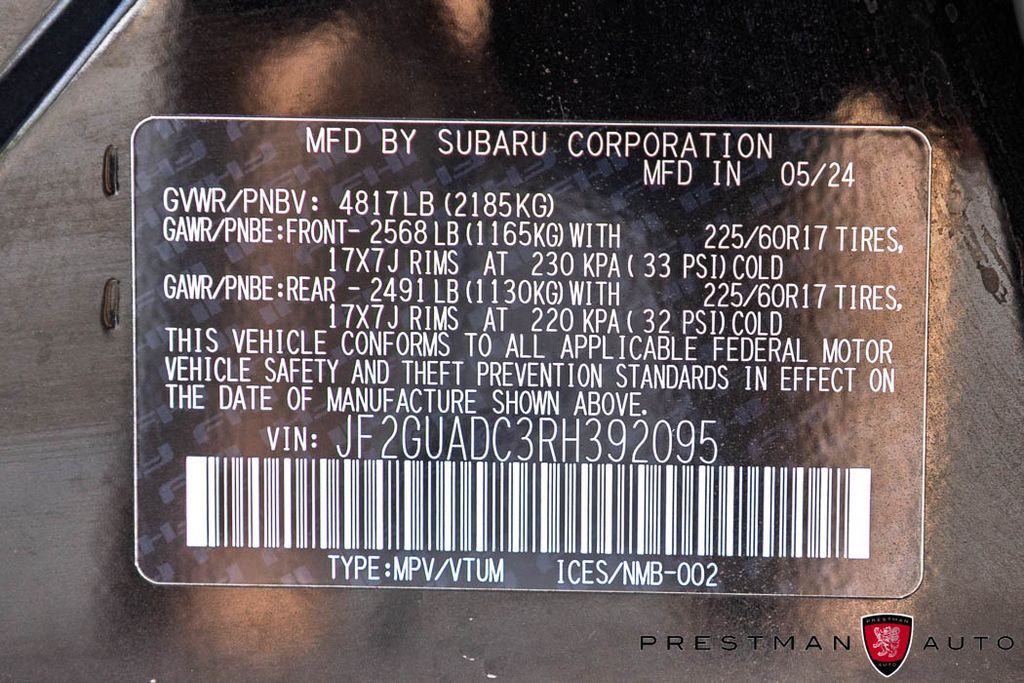 MFD BY SUBARU CORPORATION
MFD IN 05/24
GVWR/PNBV: 4817LB (2185KG)
GAWR/PNBE:FRONT- 2568 LB (1165KG) WITH 225/60R17 TIRES,
17X7J RIMS AT 230 KPA ( 33 PSI) COLD
GAWR/PNBE:REAR - 2491 LB (1130KG) WITH 225/60R17 TIRES,
17X7J RIMS AT 220 KPA ( 32 PSI) COLD
THIS VEHICLE CONFORMS TO ALL APPLICABLE FEDERAL MOTOR
VEHICLE SAFETY AND THEFT PREVENTION STANDARDS IN EFFECT ON
THE DATE OF MANUFACTURE SHOWN ABOVE.
VIN: JF2GUADC3RH392095
TYPE:MPV/VTUM ICES/NMB-002
PRESTMAN PRESTMAN AUTO AUTO